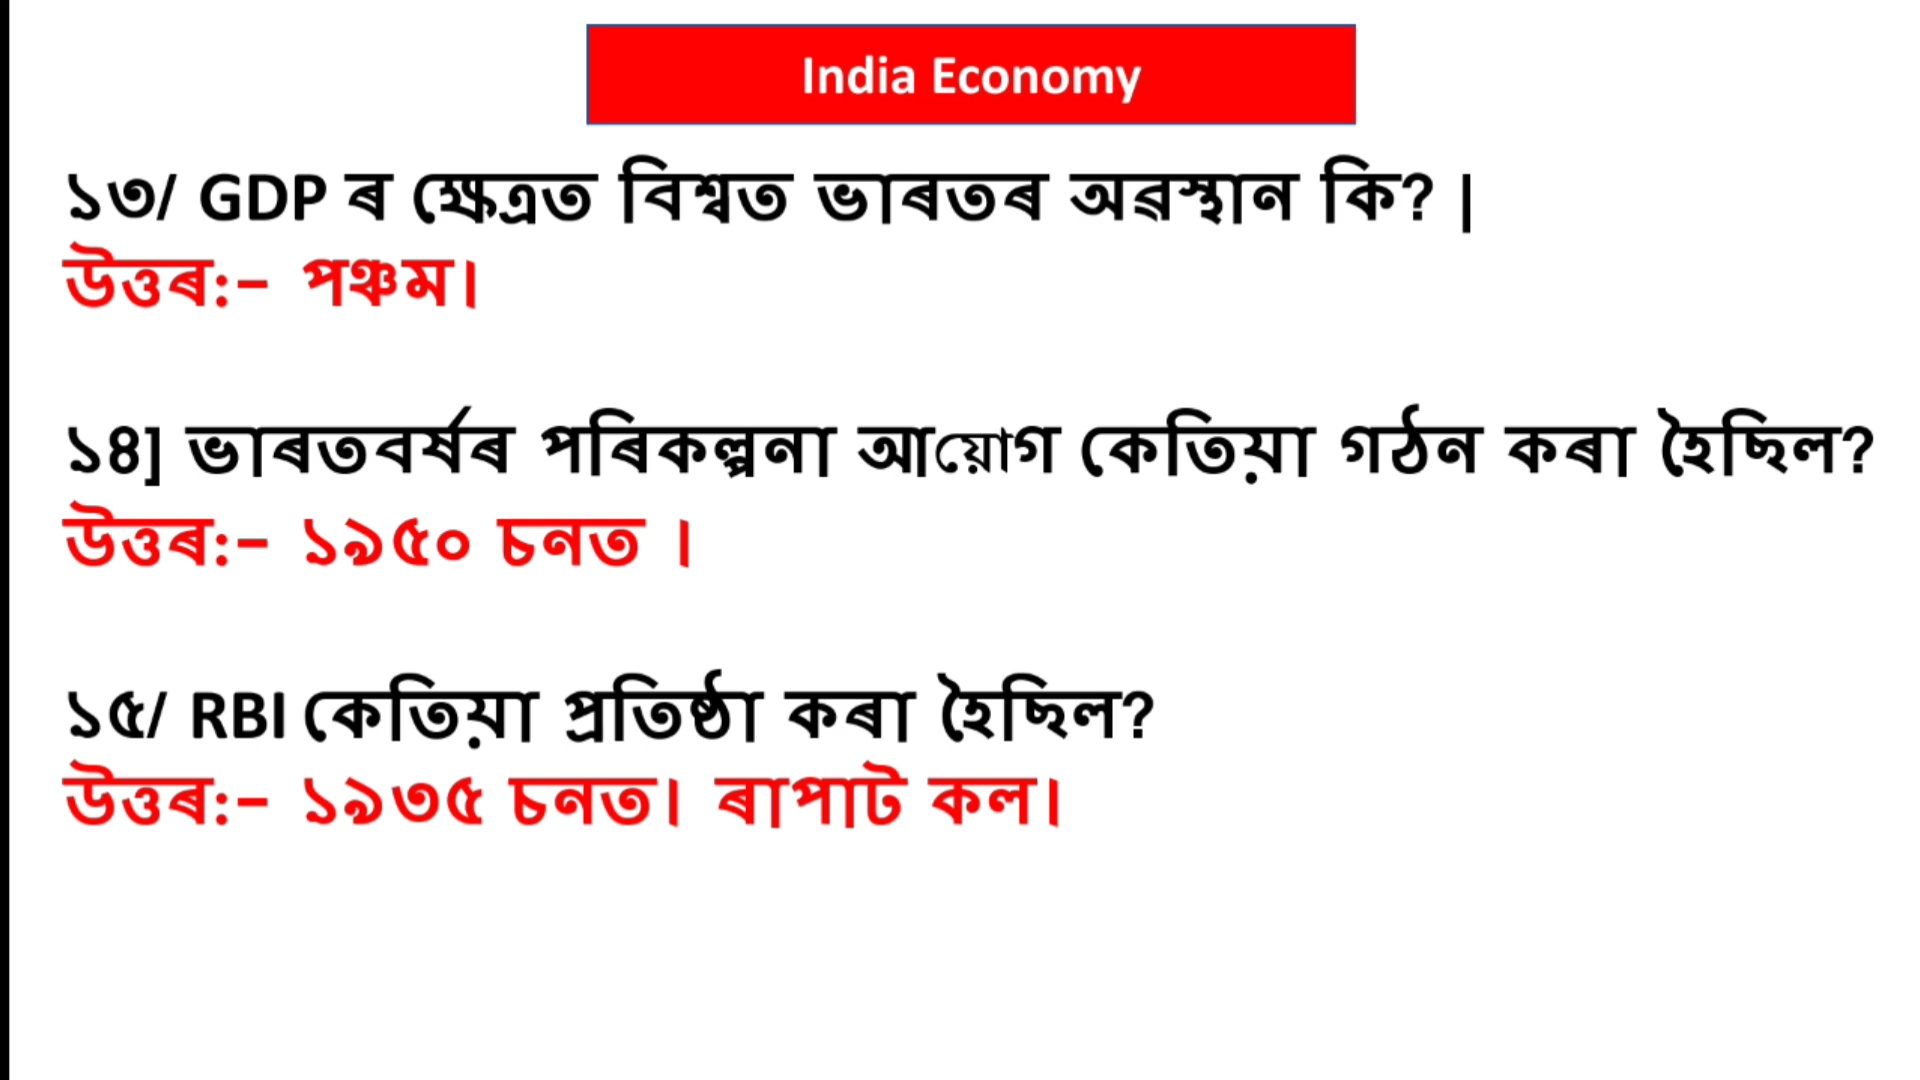 India Economy
১৩/ GDP ৰ ক্ষেত্ৰত বিশ্বত ভাৰতৰ অৱস্থান কি? |
উত্তৰ:– পঞ্চম।
১৪] ভাৰতবৰ্ষৰ পৰিকল্পনা আয়োগ কেতিয়া গঠন কৰা হৈছিল?
উত্তৰ:– ১৯৫০ চনত ।
১৫/ RBI কেতিয়া প্ৰতিষ্ঠা কৰা হৈছিল?
উত্তৰ:– ১৯৩৫ চনত। ৰাপাট কল।